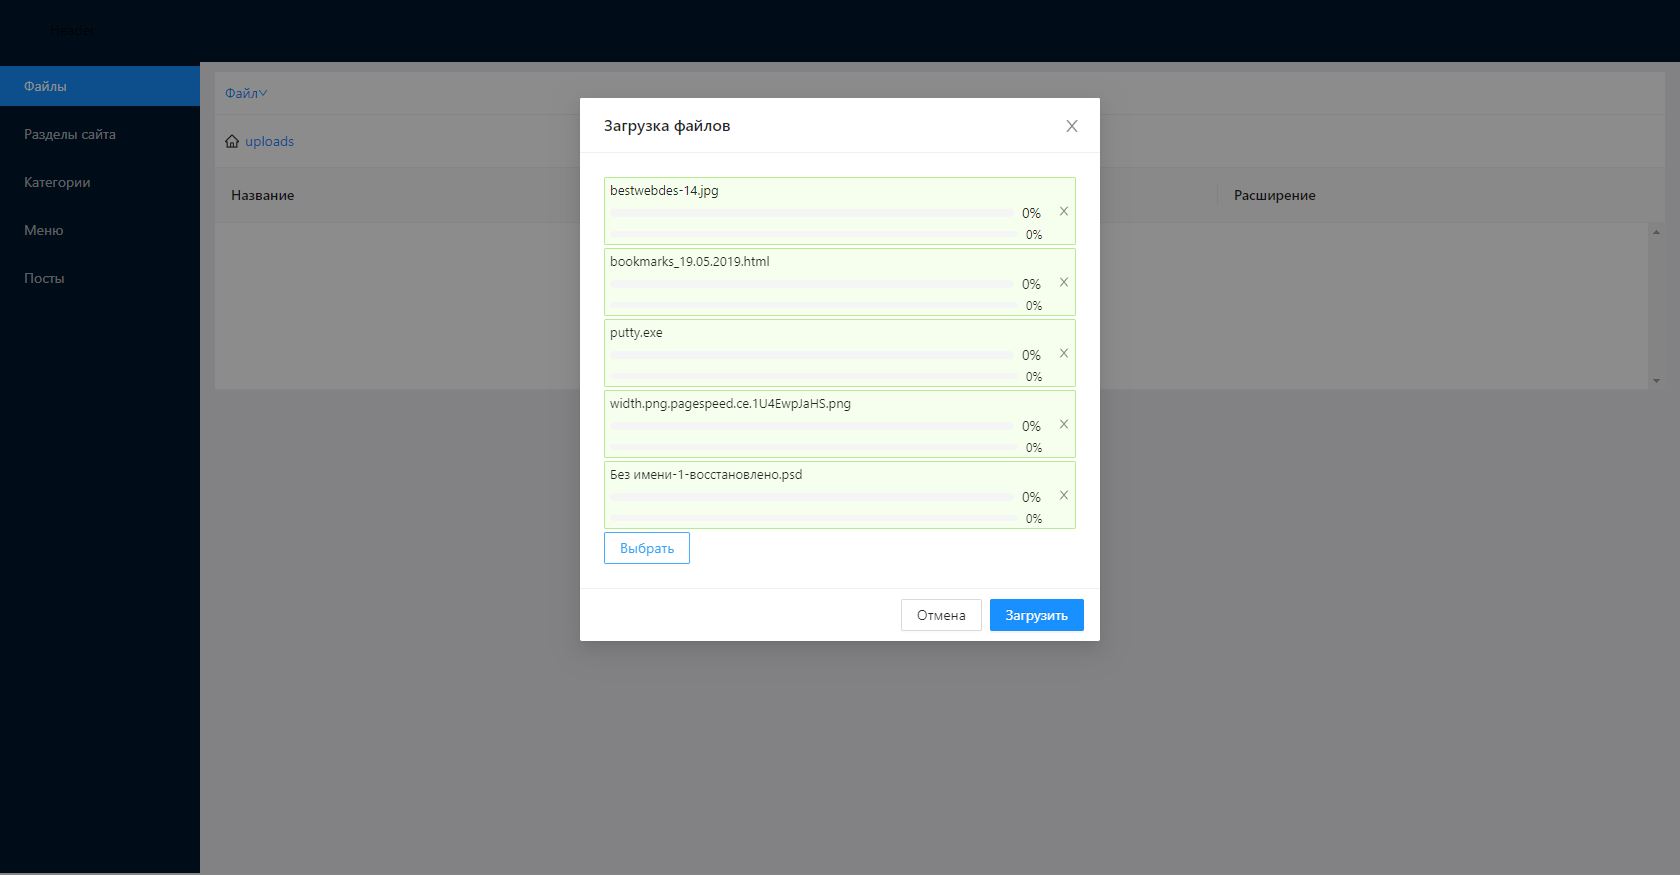 Header
Файлы
Разделы сайта
Категории
Меню
Посты
Файл
uploads
Название
Расширение
Загрузка файлов
bestwebdes-14.jpg
0%
0%
bookmarks_19.05.2019.html
0%
0%
putty.exe
0%
0%
width.png.pagespeed.ce.1U4EwpJaHS.png
0%
0%
Без имени-1-восстановлено.psd
0%
0%
Выбрать
Отмена
Загрузить